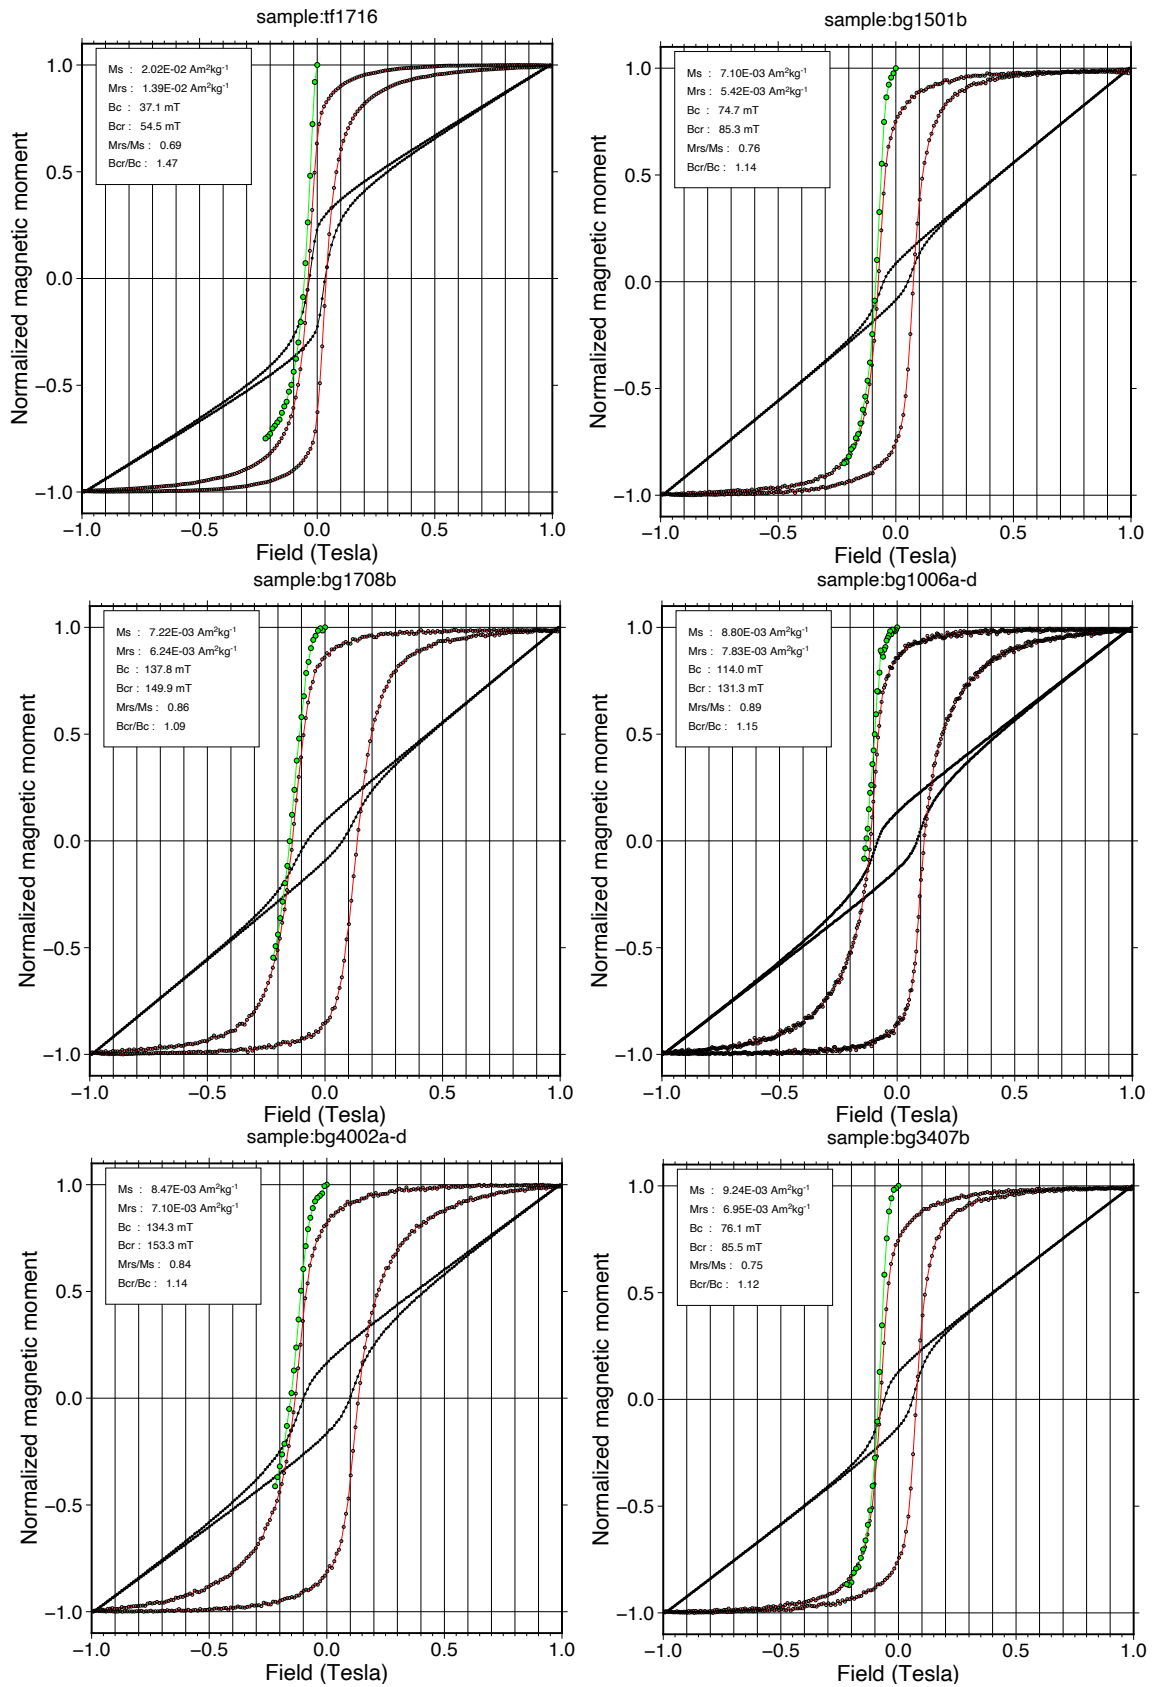 sample:tf1716
Normalized magnetic moment
1.0
0.5
0.0
−0.5
−1.0
Ms : 2.02E-02 Am²kg⁻¹
Mrs : 1.39E-02 Am²kg⁻¹
Bc : 37.1 mT
Bcr : 54.5 mT
Mrs/Ms : 0.69
Bcr/Bc : 1.47
−1.0 −0.5 0.0 0.5 1.0
Field (Tesla)
sample:bg1501b
Normalized magnetic moment
1.0
0.5
0.0
−0.5
−1.0
Ms : 7.10E-03 Am²kg⁻¹
Mrs : 5.42E-03 Am²kg⁻¹
Bc : 74.7 mT
Bcr : 85.3 mT
Mrs/Ms : 0.76
Bcr/Bc : 1.14
−1.0 −0.5 0.0 0.5 1.0
Field (Tesla)
sample:bg1708b
Normalized magnetic moment
1.0
0.5
0.0
−0.5
−1.0
Ms : 7.22E-03 Am²kg⁻¹
Mrs : 6.24E-03 Am²kg⁻¹
Bc : 137.8 mT
Bcr : 149.9 mT
Mrs/Ms : 0.86
Bcr/Bc : 1.09
−1.0 −0.5 0.0 0.5 1.0
Field (Tesla)
sample:bg1006a-d
Normalized magnetic moment
1.0
0.5
0.0
−0.5
−1.0
Ms : 8.80E-03 Am²kg⁻¹
Mrs : 7.83E-03 Am²kg⁻¹
Bc : 114.0 mT
Bcr : 131.3 mT
Mrs/Ms : 0.89
Bcr/Bc : 1.15
−1.0 −0.5 0.0 0.5 1.0
Field (Tesla)
sample:bg4002a-d
Normalized magnetic moment
1.0
0.5
0.0
−0.5
−1.0
Ms : 8.47E-03 Am²kg⁻¹
Mrs : 7.10E-03 Am²kg⁻¹
Bc : 134.3 mT
Bcr : 153.3 mT
Mrs/Ms : 0.84
Bcr/Bc : 1.14
−1.0 −0.5 0.0 0.5 1.0
Field (Tesla)
sample:bg3407b
Normalized magnetic moment
1.0
0.5
0.0
−0.5
−1.0
Ms : 9.24E-03 Am²kg⁻¹
Mrs : 6.95E-03 Am²kg⁻¹
Bc : 76.1 mT
Bcr : 85.5 mT
Mrs/Ms : 0.75
Bcr/Bc : 1.12
−1.0 −0.5 0.0 0.5 1.0
Field (Tesla)